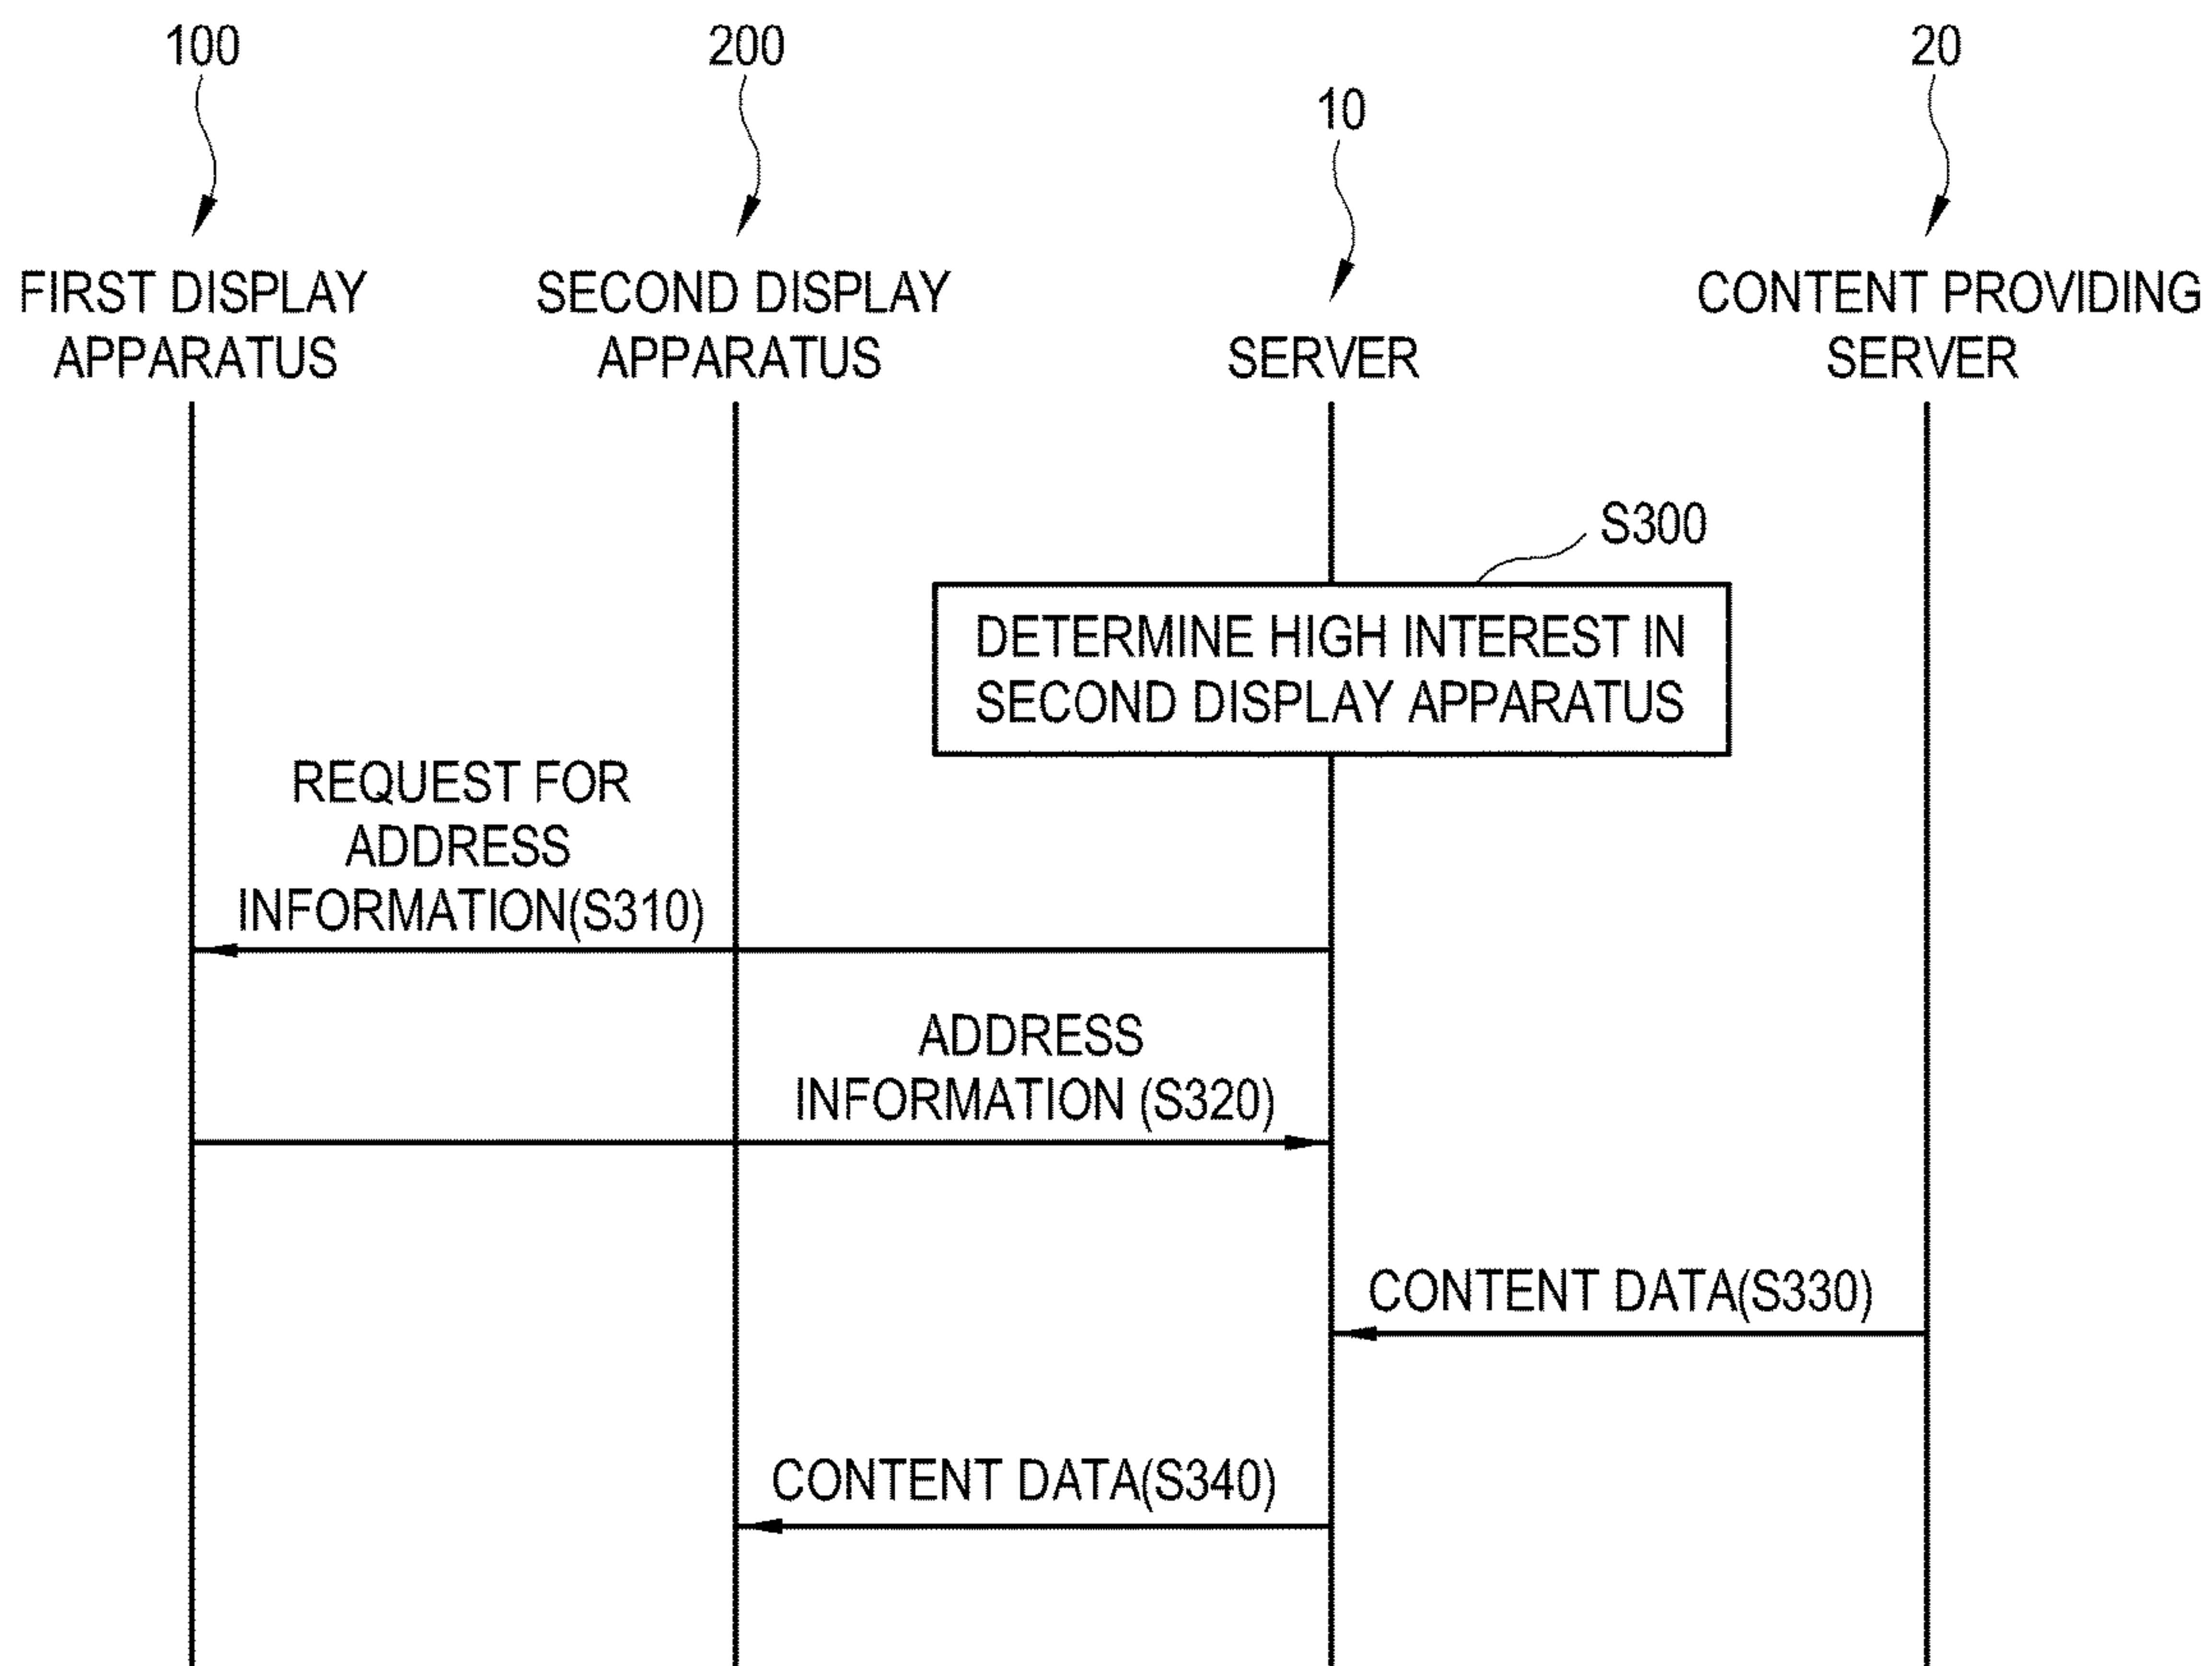 100
200
10
20
FIRST DISPLAY
APPARATUS
SECOND DISPLAY
APPARATUS
SERVER
CONTENT PROVIDING
SERVER
S300
DETERMINE HIGH INTEREST IN
SECOND DISPLAY APPARATUS
REQUEST FOR
ADDRESS
INFORMATION(S310)
ADDRESS
INFORMATION (S320)
CONTENT DATA(S330)
CONTENT DATA(S340)